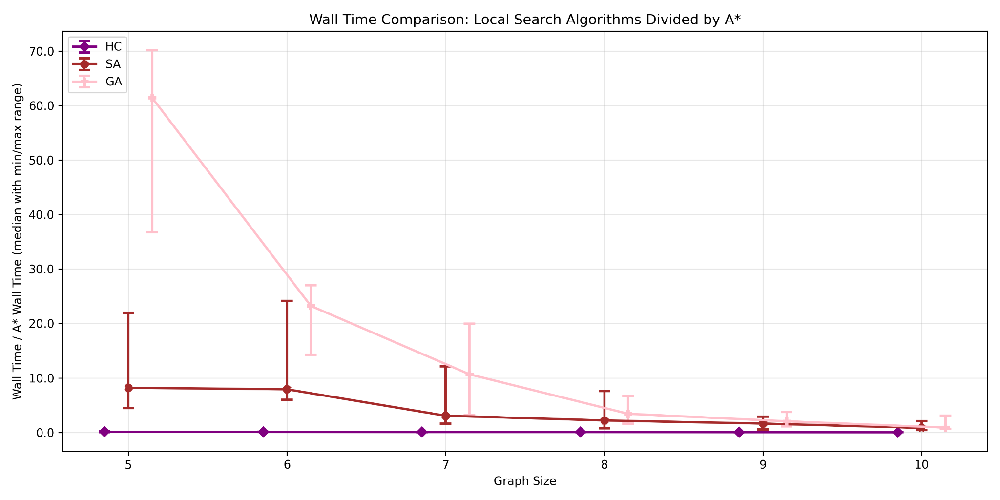 Wall Time Comparison: Local Search Algorithms Divided by A*
HC
SA
GA
Wall Time / A* Wall Time (median with min/max range)
70.0
60.0
50.0
40.0
30.0
20.0
10.0
0.0
5 6 7 8 9 10
Graph Size